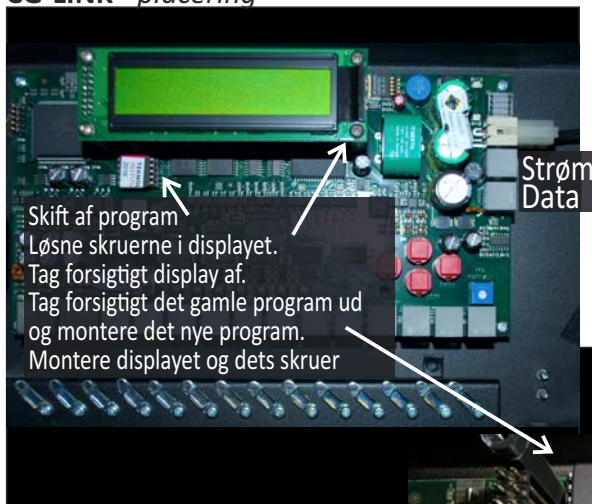 placering
Strøm
Data
Skift af program
Løsne skruerne i displayet.
Tag forsigtigt display af.
Tag forsigtigt det gamle program ud
og montere det nye program.
Montere displayet og dets skruer